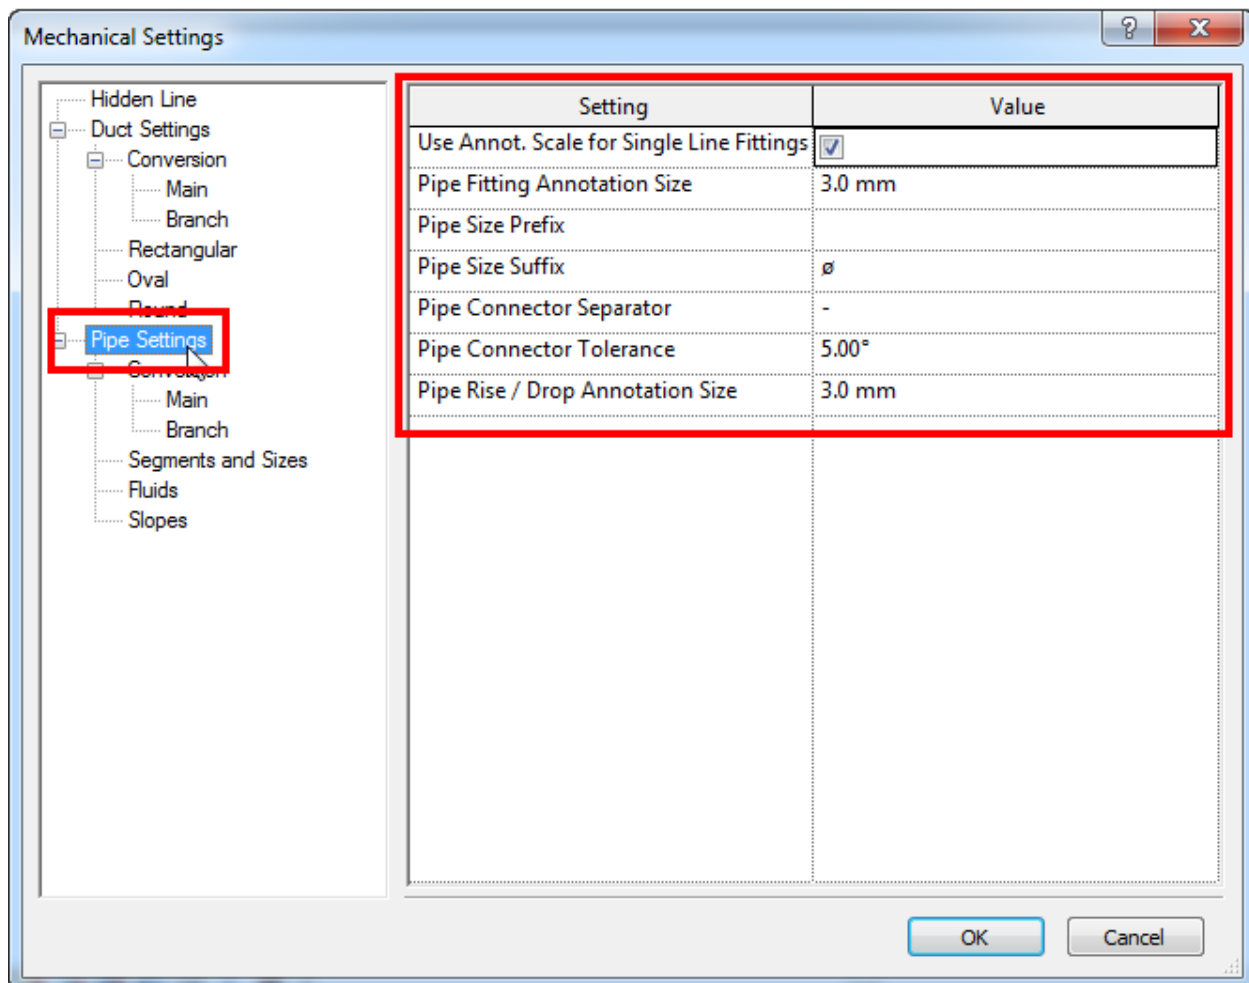 Mechanical Settings
Hidden Line
Duct Settings
Conversion
Main
Branch
Rectangular
Oval
Round
Pipe Settings
Conversion
Main
Branch
Segments and Sizes
Fluids
Slopes
Setting Value
Use Annot. Scale for Single Line Fittings
Pipe Fitting Annotation Size 3.0 mm
Pipe Size Prefix
Pipe Size Suffix ø
Pipe Connector Separator -
Pipe Connector Tolerance 5.00°
Pipe Rise / Drop Annotation Size 3.0 mm
OK Cancel